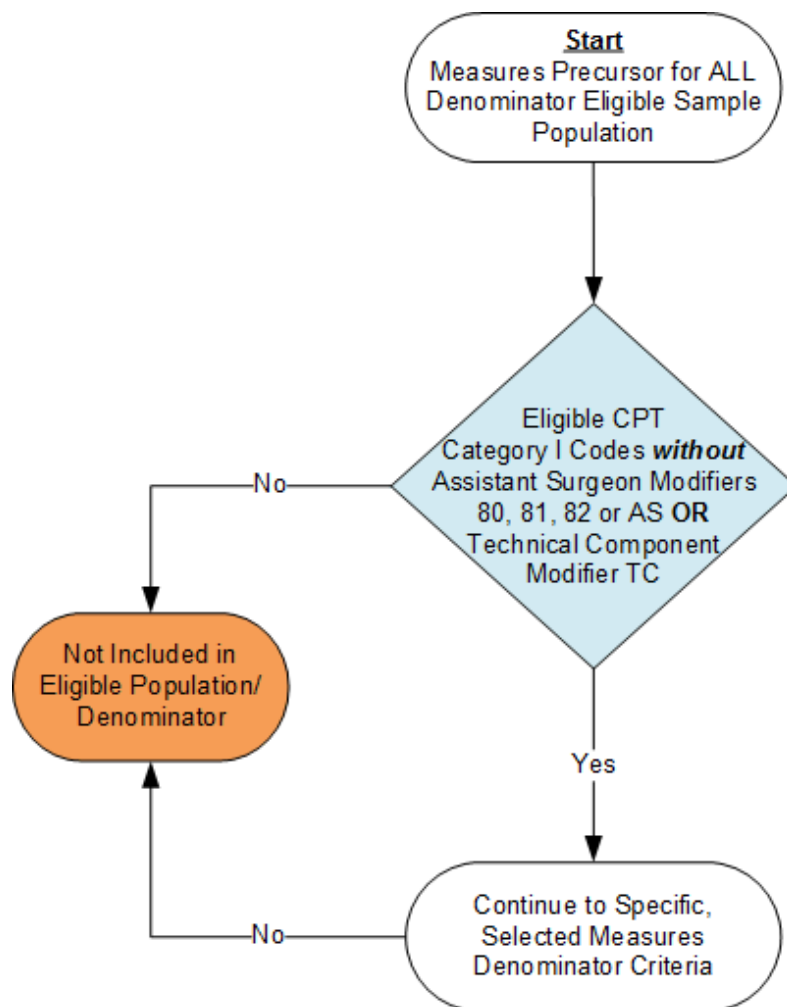 Start
Measures Precursor for ALL
Denominator Eligible Sample
Population
Eligible CPT
Category I Codes without
Assistant Surgeon Modifiers
80, 81, 82 or AS OR
Technical Component
Modifier TC
No
Not Included in
Eligible Population/
Denominator
Yes
Continue to Specific,
Selected Measures
Denominator Criteria
No